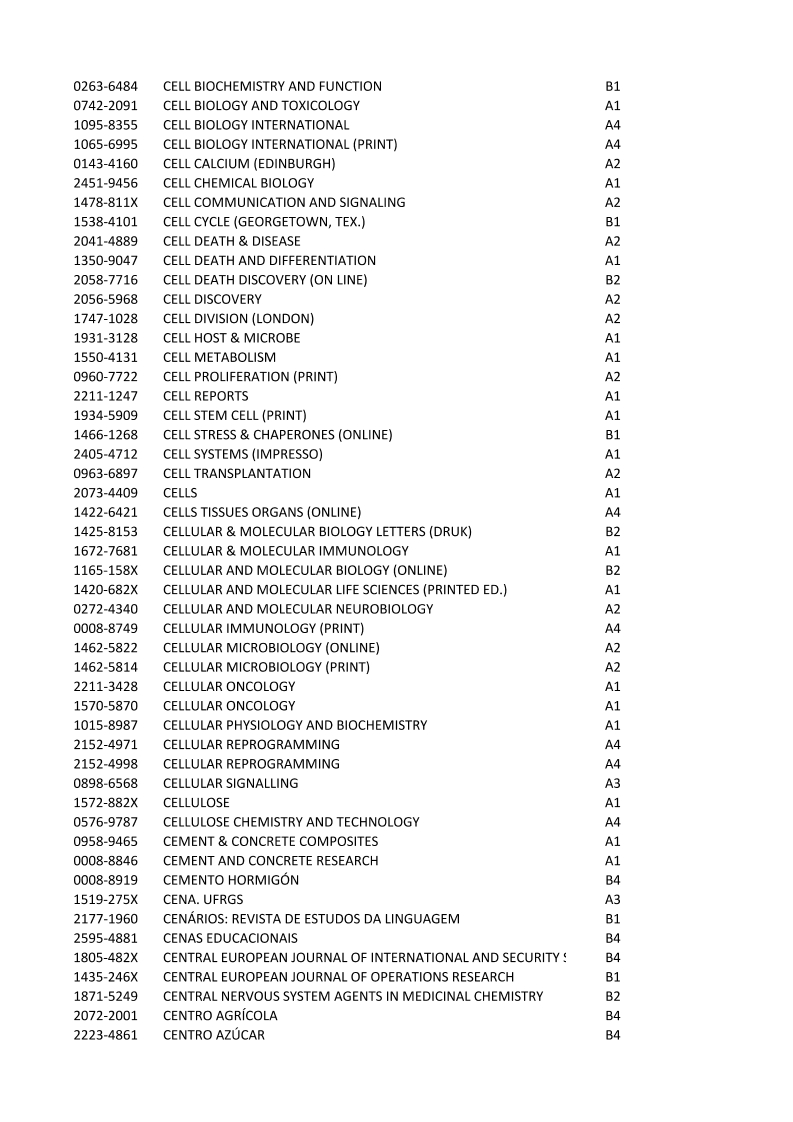 0263-6484 CELL BIOCHEMISTRY AND FUNCTION B1
0742-2091 CELL BIOLOGY AND TOXICOLOGY A1
1095-8355 CELL BIOLOGY INTERNATIONAL A4
1065-6995 CELL BIOLOGY INTERNATIONAL (PRINT) A4
0143-4160 CELL CALCIUM (EDINBURGH) A2
2451-9456 CELL CHEMICAL BIOLOGY A1
1478-811X CELL COMMUNICATION AND SIGNALING A2
1538-4101 CELL CYCLE (GEORGETOWN, TEX.) B1
2041-4889 CELL DEATH & DISEASE A2
1350-9047 CELL DEATH AND DIFFERENTIATION A1
2058-7716 CELL DEATH DISCOVERY (ON LINE) B2
2056-5968 CELL DISCOVERY A2
1747-1028 CELL DIVISION (LONDON) A2
1931-3128 CELL HOST & MICROBE A1
1550-4131 CELL METABOLISM A1
0960-7722 CELL PROLIFERATION (PRINT) A2
2211-1247 CELL REPORTS A1
1934-5909 CELL STEM CELL (PRINT) A1
1466-1268 CELL STRESS & CHAPERONES (ONLINE) B1
2405-4712 CELL SYSTEMS (IMPRESSO) A1
0963-6897 CELL TRANSPLANTATION A2
2073-4409 CELLS A1
1422-6421 CELLS TISSUES ORGANS (ONLINE) A4
1425-8153 CELLULAR & MOLECULAR BIOLOGY LETTERS (DRUK) B2
1672-7681 CELLULAR & MOLECULAR IMMUNOLOGY A1
1165-158X CELLULAR AND MOLECULAR BIOLOGY (ONLINE) B2
1420-682X CELLULAR AND MOLECULAR LIFE SCIENCES (PRINTED ED.) A1
0272-4340 CELLULAR AND MOLECULAR NEUROBIOLOGY A2
0008-8749 CELLULAR IMMUNOLOGY (PRINT) A4
1462-5822 CELLULAR MICROBIOLOGY (ONLINE) A2
1462-5814 CELLULAR MICROBIOLOGY (PRINT) A2
2211-3428 CELLULAR ONCOLOGY A1
1570-5870 CELLULAR ONCOLOGY A1
1015-8987 CELLULAR PHYSIOLOGY AND BIOCHEMISTRY A1
2152-4971 CELLULAR REPROGRAMMING A4
2152-4998 CELLULAR REPROGRAMMING A4
0898-6568 CELLULAR SIGNALLING A3
1572-882X CELLULOSE A1
0576-9787 CELLULOSE CHEMISTRY AND TECHNOLOGY A4
0958-9465 CEMENT & CONCRETE COMPOSITES A1
0008-8846 CEMENT AND CONCRETE RESEARCH A1
0008-8919 CEMENTO HORMIGÓN B4
1519-275X CENA. UFRGS A3
2177-1960 CENÁRIOS: REVISTA DE ESTUDOS DA LINGUAGEM B1
2595-4881 CENAS EDUCACIONAIS B4
1805-482X CENTRAL EUROPEAN JOURNAL OF INTERNATIONAL AND SECURITY B4
1435-246X CENTRAL EUROPEAN JOURNAL OF OPERATIONS RESEARCH B1
1871-5249 CENTRAL NERVOUS SYSTEM AGENTS IN MEDICINAL CHEMISTRY B2
2072-2001 CENTRO AGRÍCOLA B4
2223-4861 CENTRO AZÚCAR B4